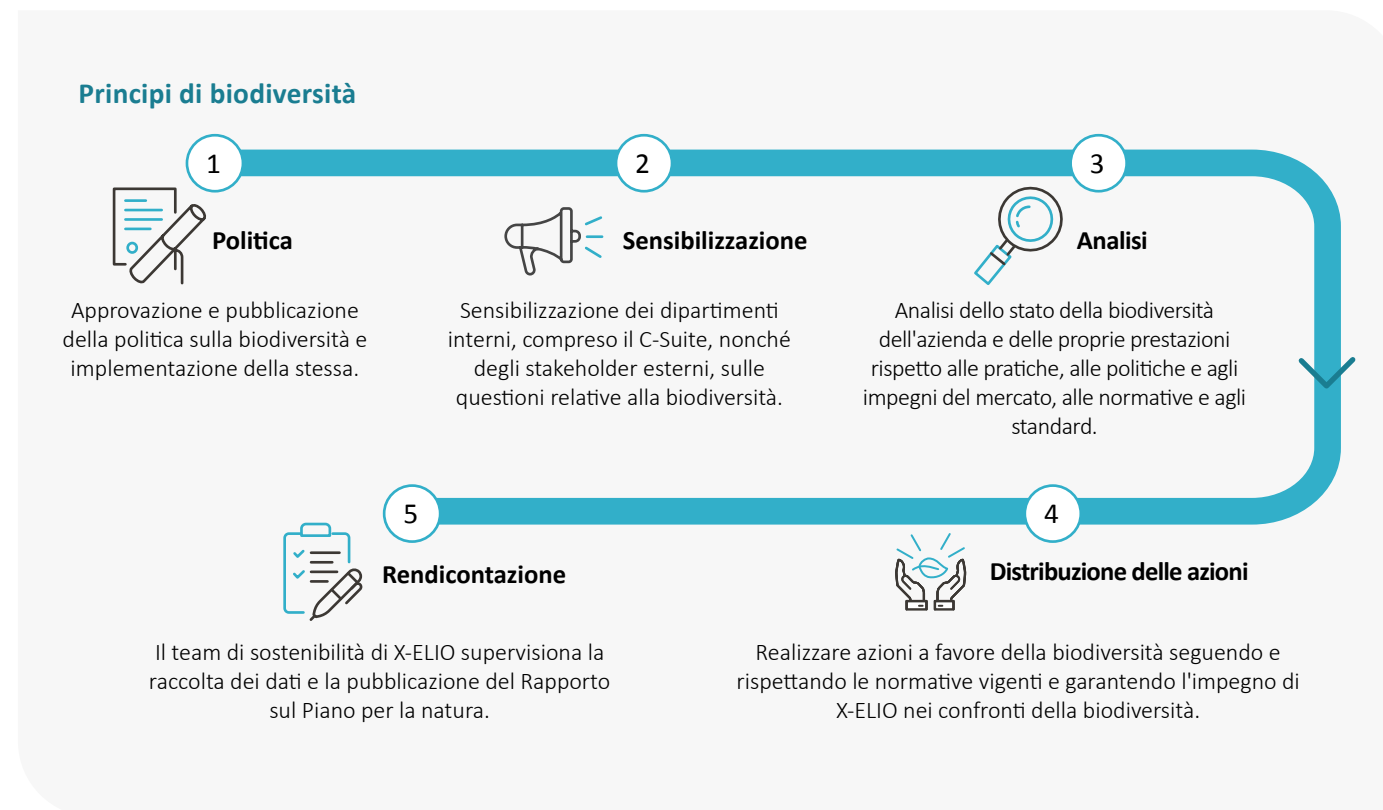 Principi di biodiversità
1
Politica
Approvazione e pubblicazione
della politica sulla biodiversità e
implementazione della stessa.
2
Sensibilizzazione
Sensibilizzazione dei dipartimenti
interni, compreso il C-Suite, nonché
degli stakeholder esterni, sulle
questioni relative alla biodiversità.
3
Analisi
Analisi dello stato della biodiversità
dell'azienda e delle proprie prestazioni
rispetto alle pratiche, alle politiche e agli
impegni del mercato, alle normative e agli
standard.
4
Distribuzione delle azioni
Realizzare azioni a favore della biodiversità seguendo e
rispettando le normative vigenti e garantendo l'impegno di
X-ELIO nei confronti della biodiversità.
5
Rendicontazione
Il team di sostenibilità di X-ELIO supervisiona la
raccolta dei dati e la pubblicazione del Rapporto
sul Piano per la natura.